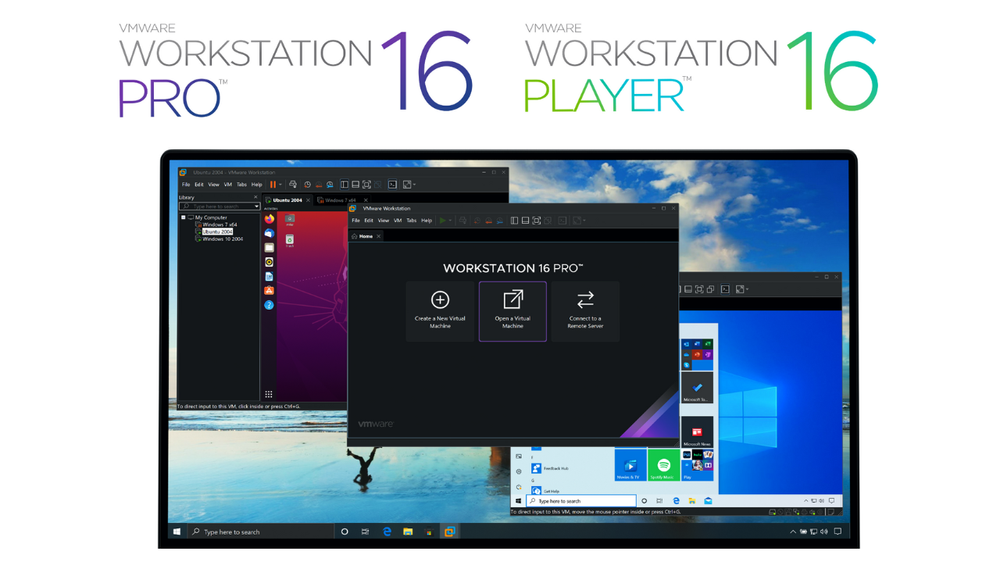 VMWARE
WORKSTATION 16
PRO™
VMWARE
WORKSTATION 16
PLAYER™
Ubuntu 2004 - VMware Workstation
File Edit View VM Tabs Help
Library
Type here to search
My Computer
Windows 7 x64
Ubuntu 2004
Windows 10 2004
Ubuntu 2004
Windows 7 x64
To direct input to this VM, click inside or press Ctrl+G.
VMware Workstation
File Edit View VM Tabs Help
Home
WORKSTATION 16 PRO™
Create a New Virtual
Machine
Open a Virtual
Machine
Connect to a
Remote Server
vmware
Microsoft To...
Microsoft News
Movies & TV
Spotify Music
Play
Feedback Hub
Get Help
Type here to search
To direct input to this VM, move the mouse pointer inside or press Ctrl+G.
Type here to search